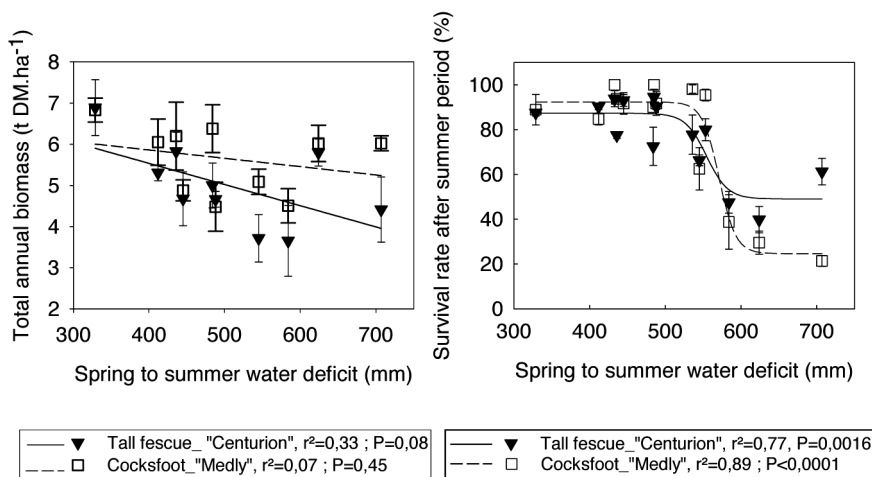 Total annual biomass (t DM.ha⁻¹)
8
7
6
5
4
3
2
300 400 500 600 700
Spring to summer water deficit (mm)
Survival rate after summer period (%)
100
80
60
40
20
0
300 400 500 600 700
Spring to summer water deficit (mm)
Tall fescue_ "Centurion", r²=0,33 ; P=0,08
Cocksfoot_"Medly", r²=0,07 ; P=0,45
Tall fescue_"Centurion", r²=0,77, P=0,0016
Cocksfoot_"Medly", r²=0,89 ; P<0,0001